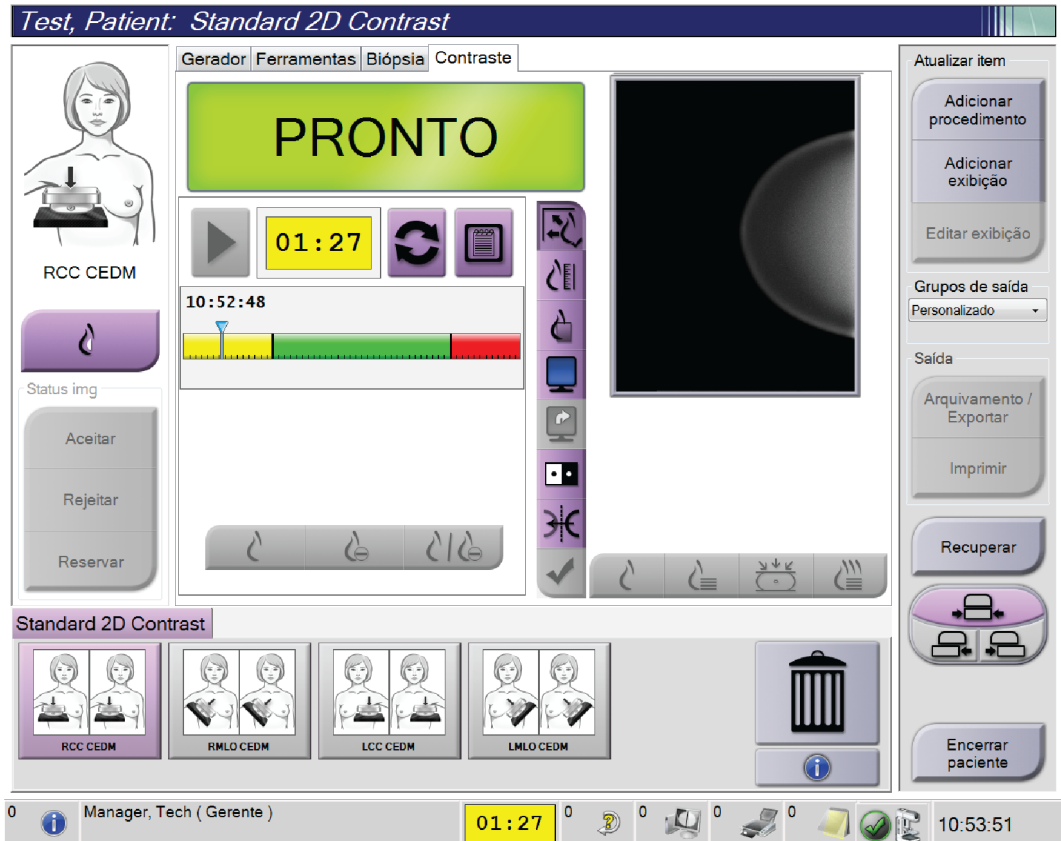 Test, Patient: Standard 2D Contrast
Gerador Ferramentas Biópsia Contraste
PRONTO
RCC CEDM
01:27
10:52:48
Status img
Aceitar
Rejeitar
Reservar
Atualizar item
Adicionar
procedimento
Adicionar
exibição
Editar exibição
Grupos de saída
Personalizado
Saída
Arquivamento /
Exportar
Imprimir
Recuperar
Encerrar
paciente
Standard 2D Contrast
RCC CEDM
RMLO CEDM
LCC CEDM
LMLO CEDM
0 Manager, Tech ( Gerente ) 01:27 0 0 0 0 10:53:51